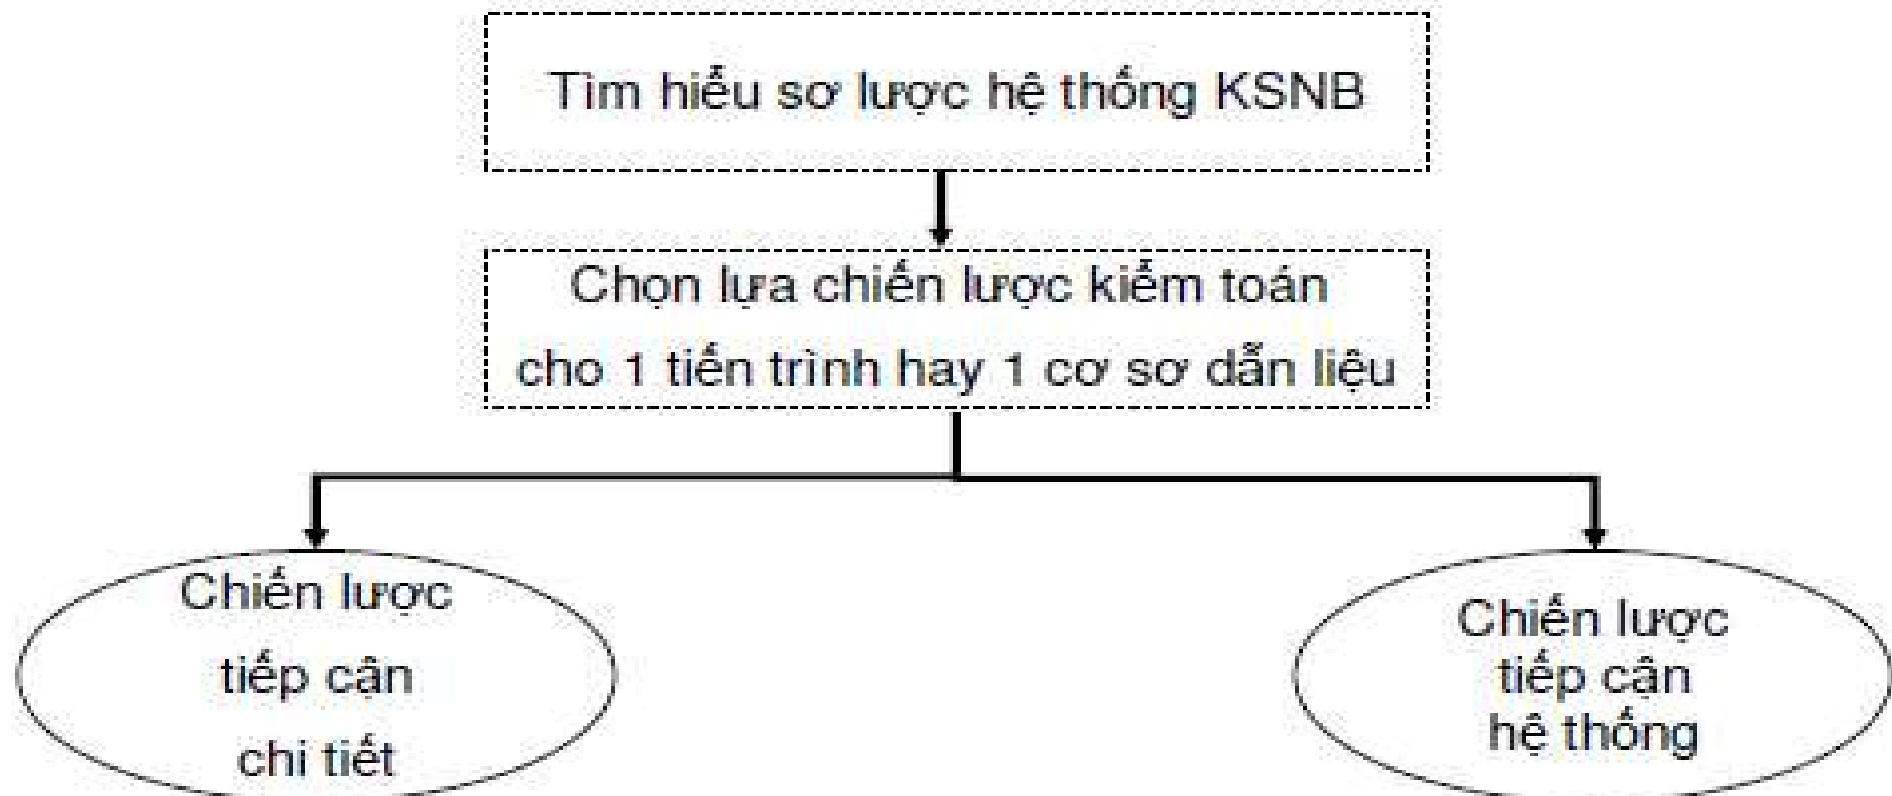 Tìm hiểu sơ lược hệ thống KSNB
Chọn lựa chiến lược kiểm toán
cho 1 tiến trình hay 1 cơ sơ dẫn liệu
Chiến lược
tiếp cận
chi tiết
Chiến lược
tiếp cận
hệ thống